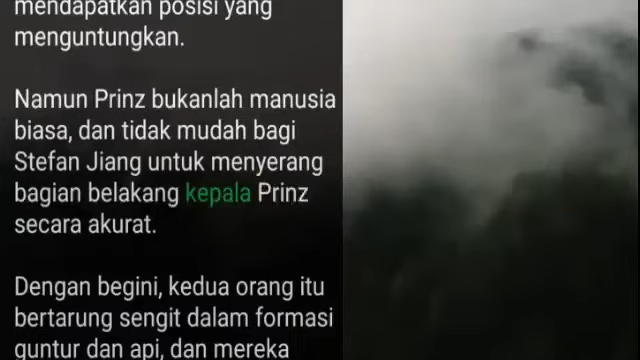 mendapatkan posisi yang
menguntungkan.
Namun Prinz bukanlah manusia
biasa, dan tidak mudah bagi
Stefan Jiang untuk menyerang
bagian belakang kepala Prinz
secara akurat.
Dengan begini, kedua orang itu
bertarung sengit dalam formasi
guntur dan api, dan mereka